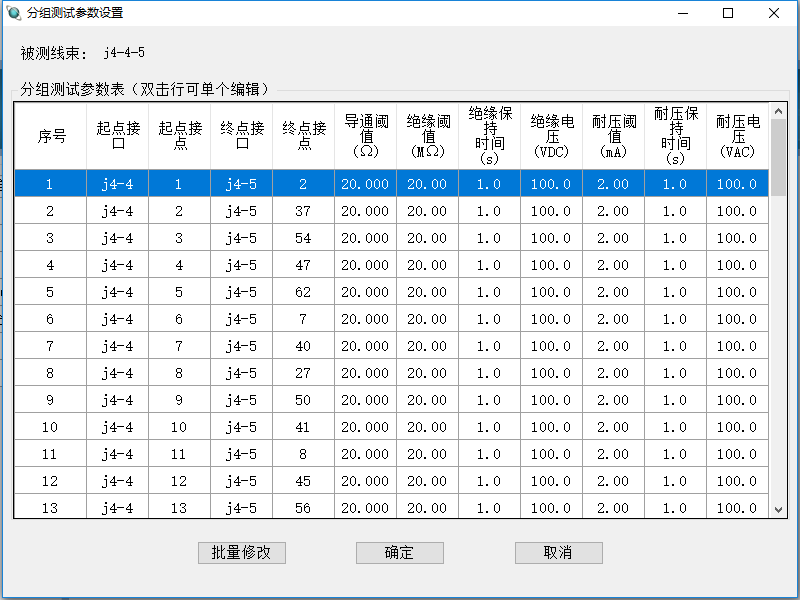 分组测试参数设置
被测线束: j4-4-5
分组测试参数表（双击行可单个编辑）
序号 起点接口 起点接点 终点接口 终点接点 导通阈值(Ω) 绝缘阈值(MΩ) 绝缘保持时间(s) 绝缘电压(VDC) 耐压阈值(mA) 耐压保持时间(s) 耐压电压(VAC)
1 j4-4 1 j4-5 2 20.000 20.00 1.0 100.0 2.00 1.0 100.0
2 j4-4 2 j4-5 37 20.000 20.00 1.0 100.0 2.00 1.0 100.0
3 j4-4 3 j4-5 54 20.000 20.00 1.0 100.0 2.00 1.0 100.0
4 j4-4 4 j4-5 47 20.000 20.00 1.0 100.0 2.00 1.0 100.0
5 j4-4 5 j4-5 62 20.000 20.00 1.0 100.0 2.00 1.0 100.0
6 j4-4 6 j4-5 7 20.000 20.00 1.0 100.0 2.00 1.0 100.0
7 j4-4 7 j4-5 40 20.000 20.00 1.0 100.0 2.00 1.0 100.0
8 j4-4 8 j4-5 27 20.000 20.00 1.0 100.0 2.00 1.0 100.0
9 j4-4 9 j4-5 50 20.000 20.00 1.0 100.0 2.00 1.0 100.0
10 j4-4 10 j4-5 41 20.000 20.00 1.0 100.0 2.00 1.0 100.0
11 j4-4 11 j4-5 8 20.000 20.00 1.0 100.0 2.00 1.0 100.0
12 j4-4 12 j4-5 45 20.000 20.00 1.0 100.0 2.00 1.0 100.0
13 j4-4 13 j4-5 56 20.000 20.00 1.0 100.0 2.00 1.0 100.0
批量修改 确定 取消